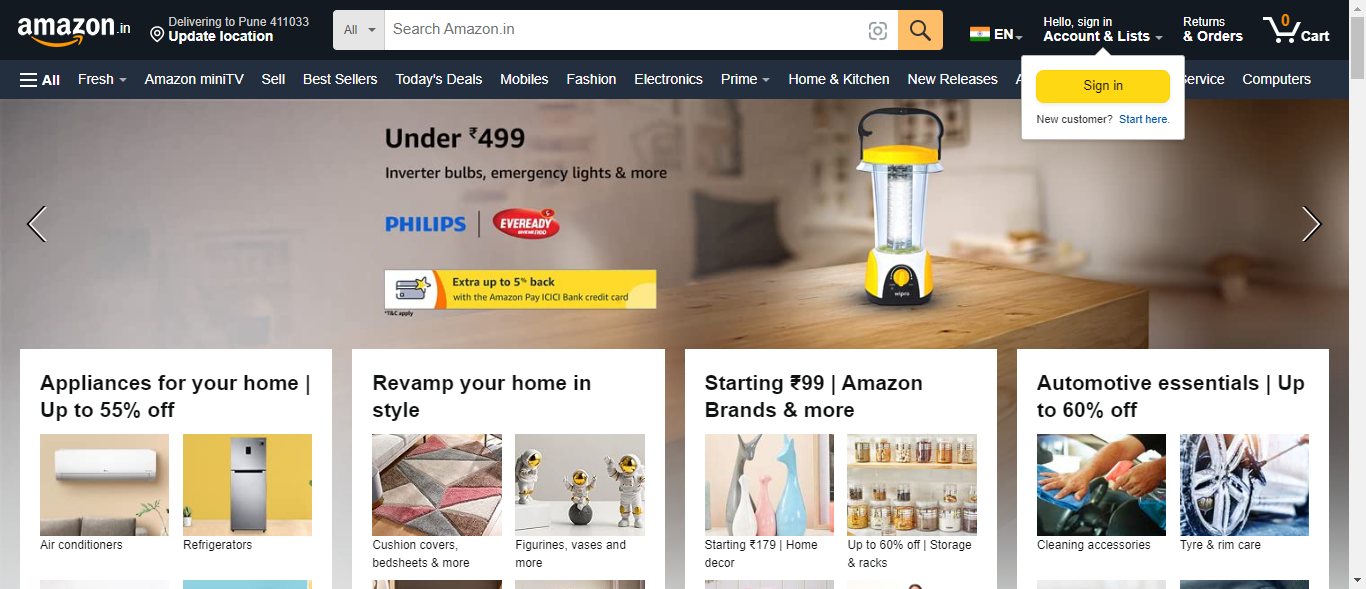 amazon.in
Delivering to Pune 411033
Update location
All
Search Amazon.in
EN
Hello, sign in
Account & Lists
Returns
& Orders
0
Cart
All
Fresh
Amazon miniTV
Sell
Best Sellers
Today's Deals
Mobiles
Fashion
Electronics
Prime
Home & Kitchen
New Releases
Service
Computers
Sign in
New customer? Start here.
Under ₹499
Inverter bulbs, emergency lights & more
PHILIPS
EVEREADY
Extra up to 5% back
with the Amazon Pay ICICI Bank credit card
*T&C apply
wipro
Appliances for your home |
Up to 55% off
Air conditioners
Refrigerators
Revamp your home in
style
Cushion covers,
bedsheets & more
Figurines, vases and
more
Starting ₹99 | Amazon
Brands & more
Starting ₹179 | Home
decor
Up to 60% off | Storage
& racks
Automotive essentials | Up
to 60% off
Cleaning accessories
Tyre & rim care